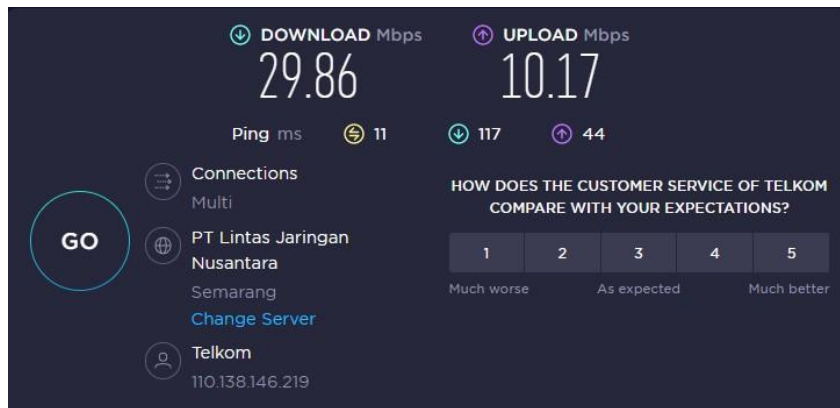 DOWNLOAD Mbps
29.86
UPLOAD Mbps
10.17
Ping ms 11 117 44
GO
Connections
Multi
PT Lintas Jaringan
Nusantara
Semarang
Change Server
Telkom
110.138.146.219
HOW DOES THE CUSTOMER SERVICE OF TELKOM
COMPARE WITH YOUR EXPECTATIONS?
1 2 3 4 5
Much worse As expected Much better